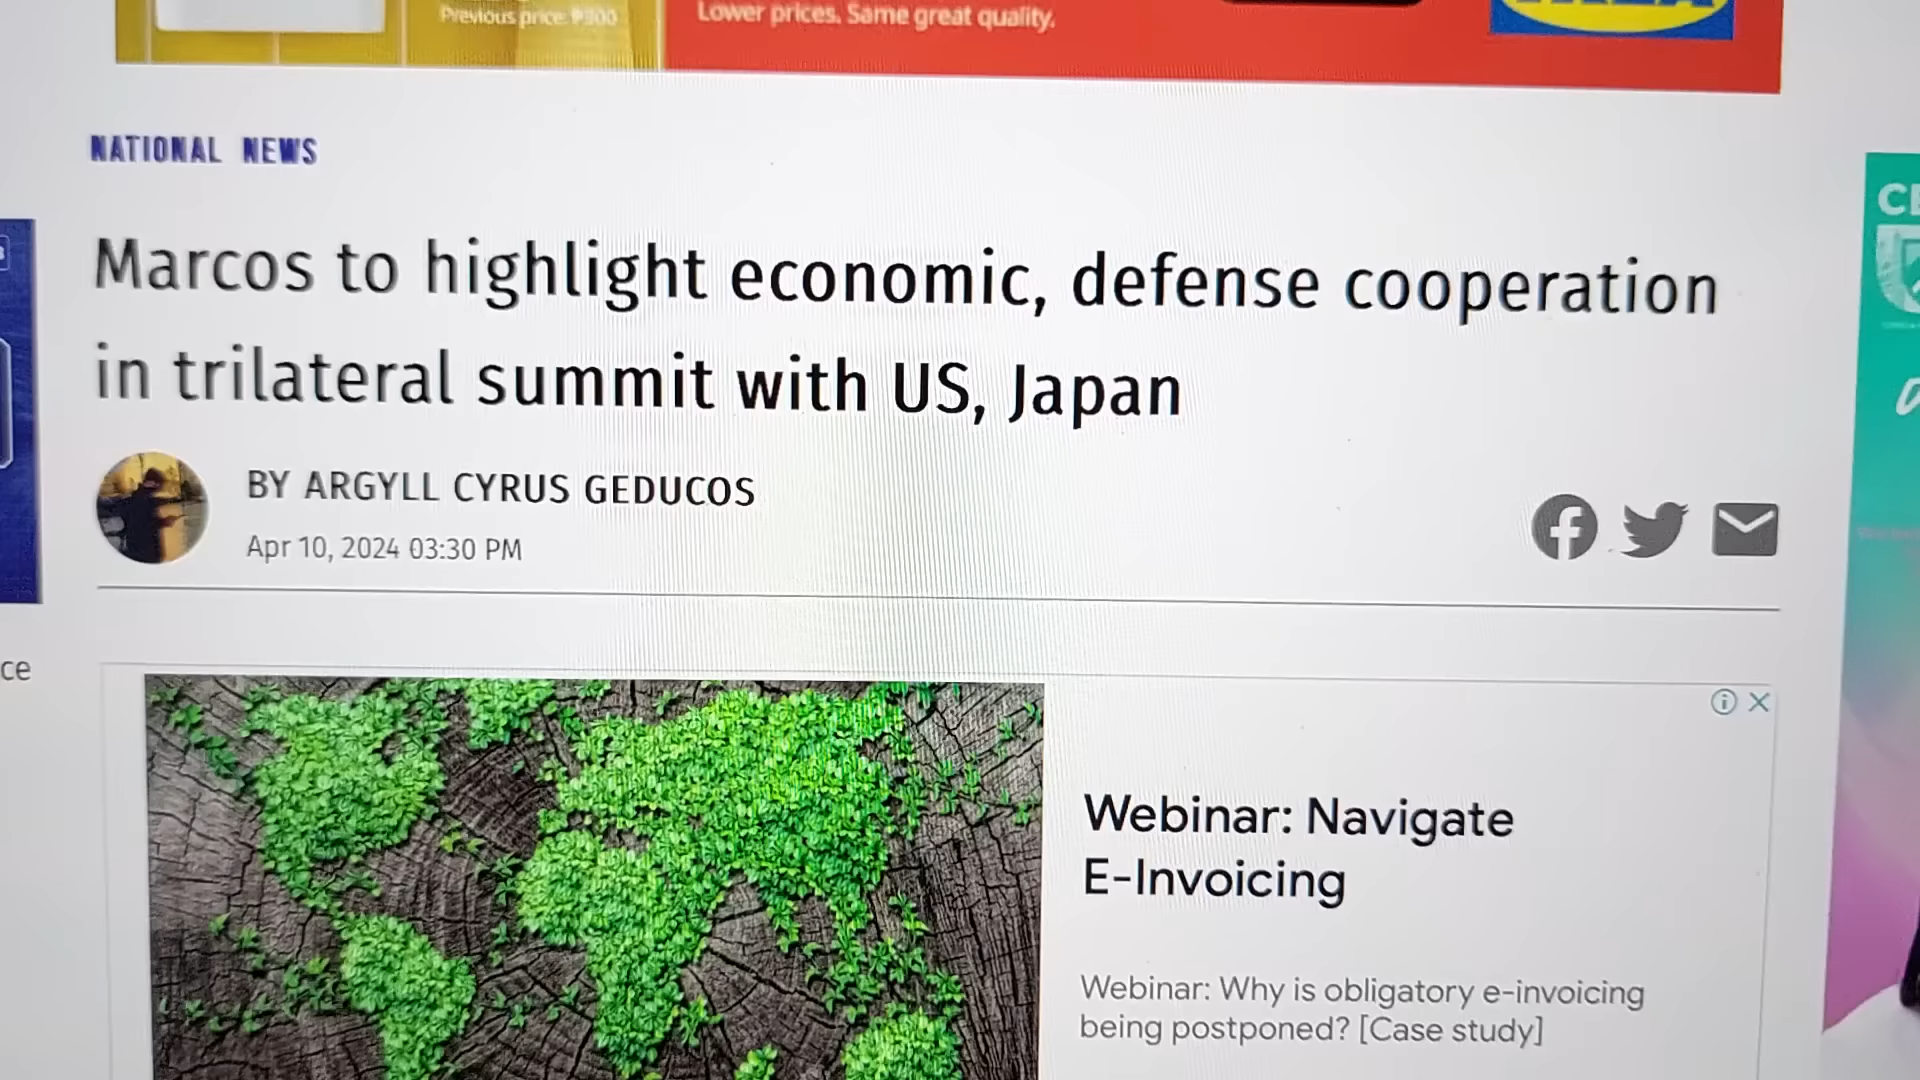 Previous price: ₱300
Lower prices. Same great quality.
NATIONAL NEWS
Marcos to highlight economic, defense cooperation
in trilateral summit with US, Japan
BY ARGYLL CYRUS GEDUCOS
Apr 10, 2024 03:30 PM
ce
Webinar: Navigate
E-Invoicing
Webinar: Why is obligatory e-invoicing
being postponed? [Case study]